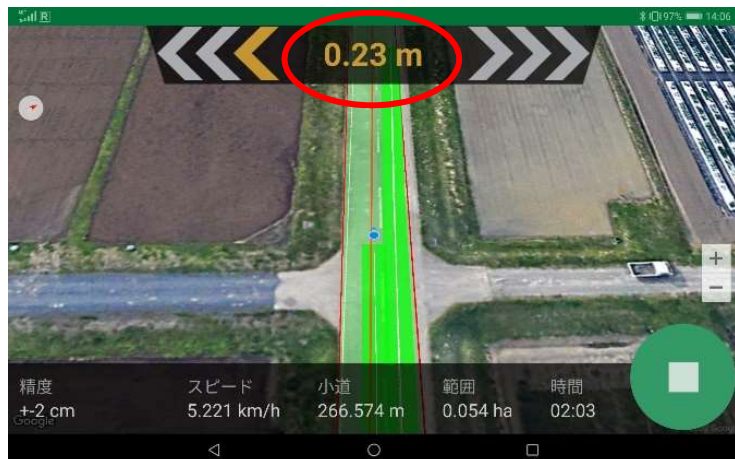 R
97%
14:06
0.23 m
+
−
精度
スピード
小道
範囲
時間
+-2 cm
5.221 km/h
266.574 m
0.054 ha
02:03
Google